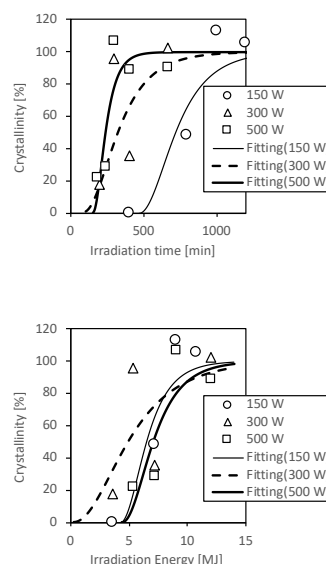 120
100
80
60
40
20
0
Crystallinity [%]
0 500 1000
Irradiation time [min]
150 W
300 W
500 W
Fitting(150 W
Fitting(300 W
Fitting(500 W
120
100
80
60
40
20
0
Crystallinity [%]
0 5 10 15
Irradiation Energy [MJ]
150 W
300 W
500 W
Fitting(150 W
Fitting(300 W
Fitting(500 W